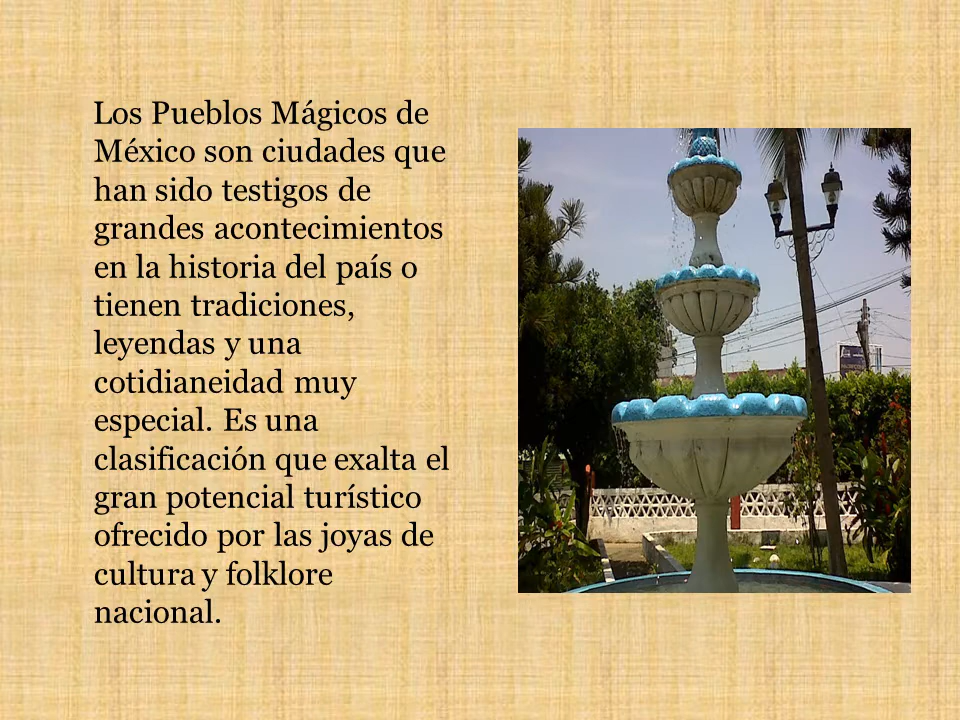 Los Pueblos Mágicos de
México son ciudades que
han sido testigos de
grandes acontecimientos
en la historia del país o
tienen tradiciones,
leyendas y una
cotidianeidad muy
especial. Es una
clasificación que exalta el
gran potencial turístico
ofrecido por las joyas de
cultura y folklore
nacional.